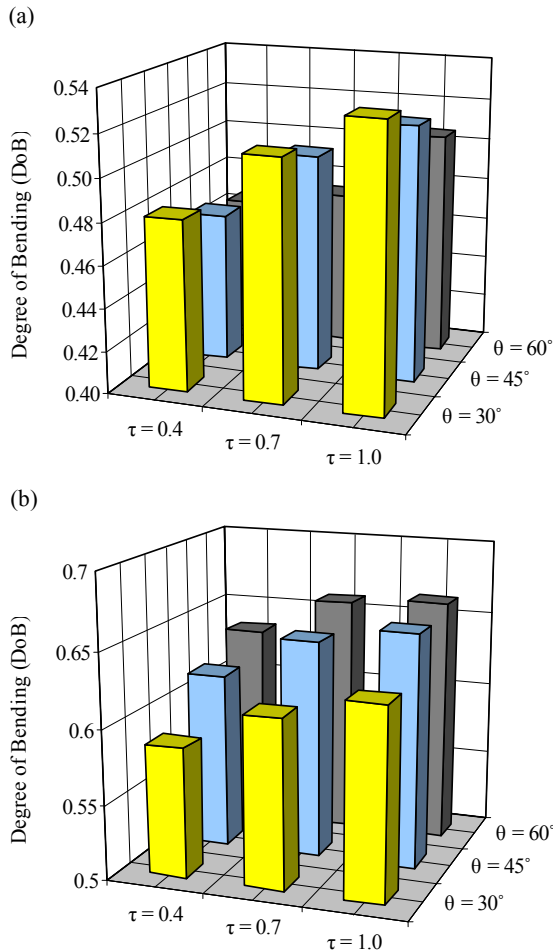 (a)
0.54
0.52
0.50
0.48
0.46
0.44
0.42
0.40
Degree of Bending (DoB)
τ = 0.4
τ = 0.7
τ = 1.0
θ = 60˚
θ = 45˚
θ = 30˚
(b)
0.7
0.65
0.6
0.55
0.5
Degree of Bending (DoB)
τ = 0.4
τ = 0.7
τ = 1.0
θ = 60˚
θ = 45˚
θ = 30˚